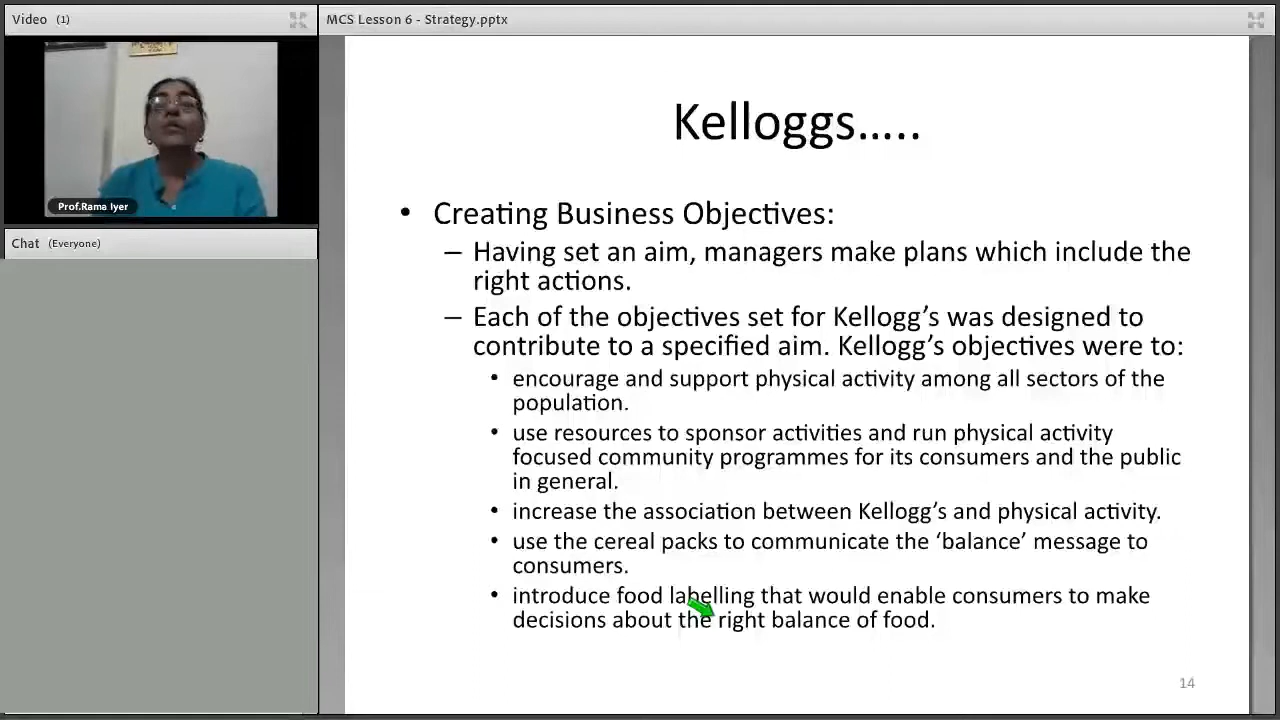 Video (1)
MCS Lesson 6 - Strategy.pptx
Prof.Rama Iyer
Chat (Everyone)
Kelloggs…..
• Creating Business Objectives:
– Having set an aim, managers make plans which include the
right actions.
– Each of the objectives set for Kellogg’s was designed to
contribute to a specified aim. Kellogg’s objectives were to:
• encourage and support physical activity among all sectors of the
population.
• use resources to sponsor activities and run physical activity
focused community programmes for its consumers and the public
in general.
• increase the association between Kellogg’s and physical activity.
• use the cereal packs to communicate the ‘balance’ message to
consumers.
• introduce food labelling that would enable consumers to make
decisions about the right balance of food.
14